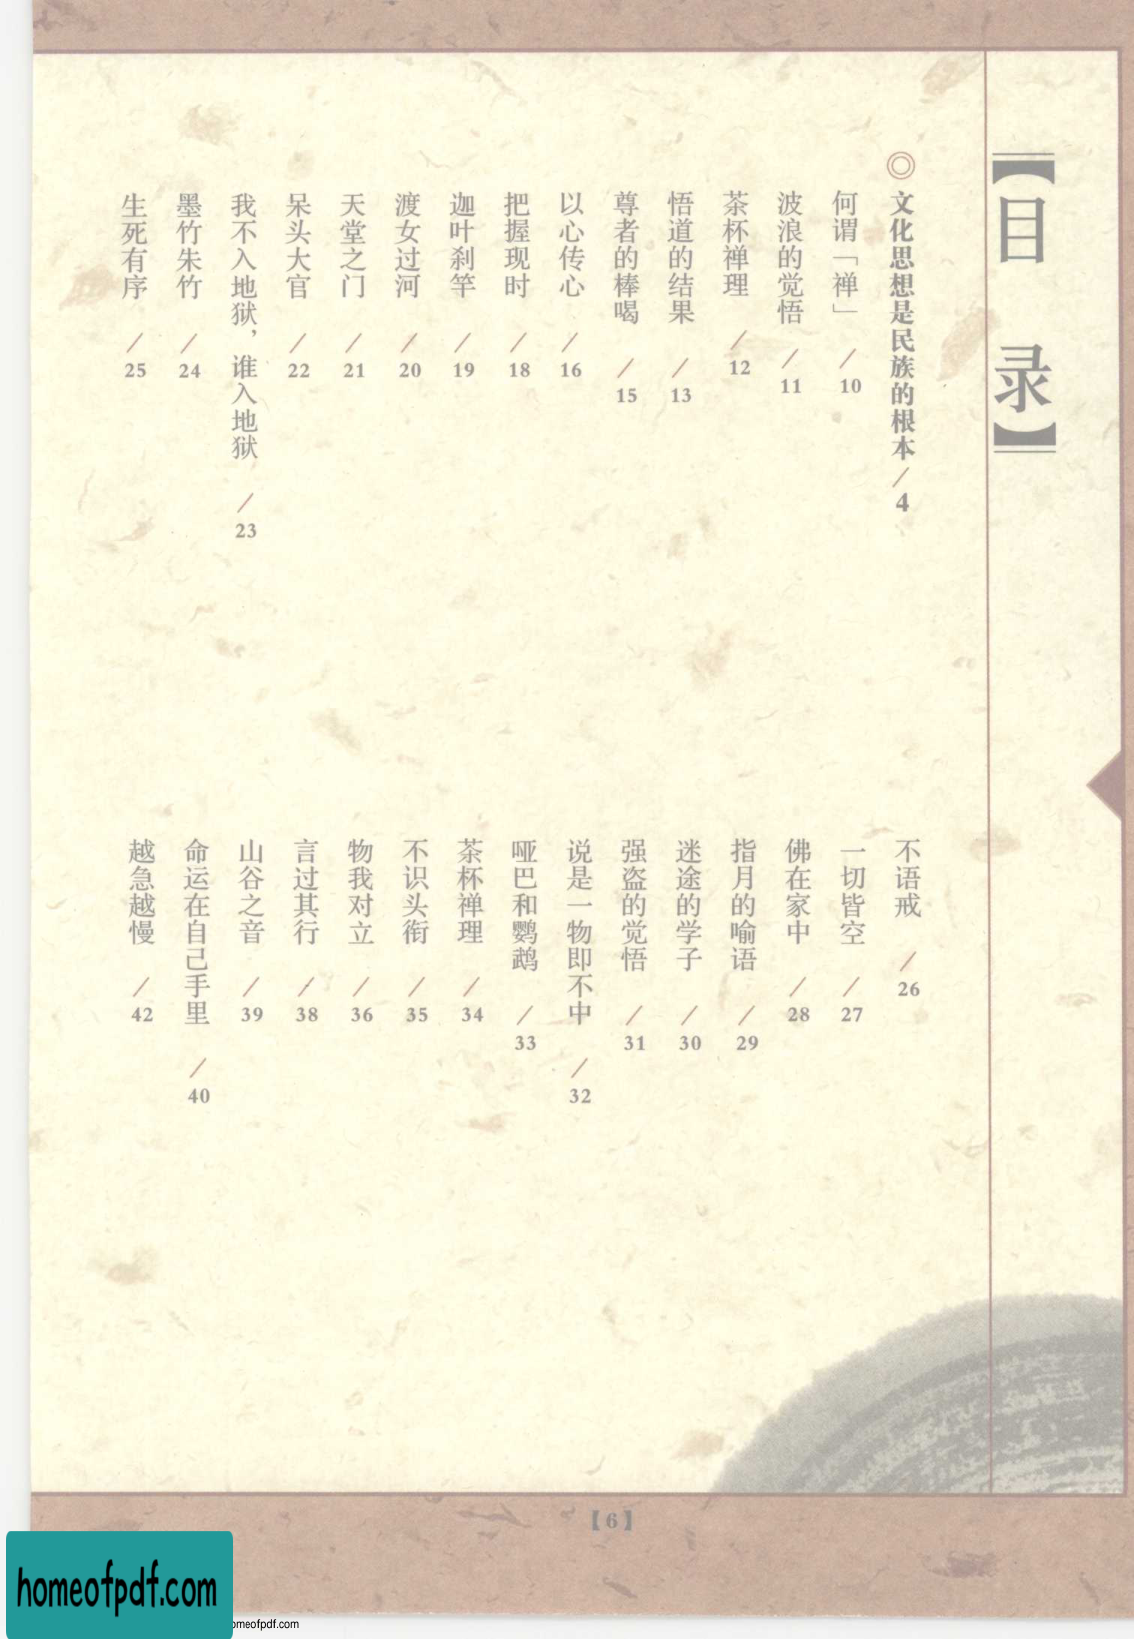 【目 录】
◎文化思想是民族的根本/4
何谓「禅」/10
波浪的觉悟/11
茶杯禅理/12
悟道的结果/13
尊者的棒喝/15
以心传心/16
把握现时/18
迦叶刹竿/19
渡女过河/20
天堂之门/21
呆头大官/22
我不入地狱，谁入地狱/23
墨竹朱竹/24
生死有序/25
不语戒/26
一切皆空/27
佛在家中/28
指月的喻语/29
迷途的学子/30
强盗的觉悟/31
说是一物即不中/32
哑巴和鹦鹉/33
茶杯禅理/34
不识头衔/35
物我对立/36
言过其行/38
山谷之音/39
命运在自己手里/40
越急越慢/42
【6】
homeofpdf.com
omeofpdf.com